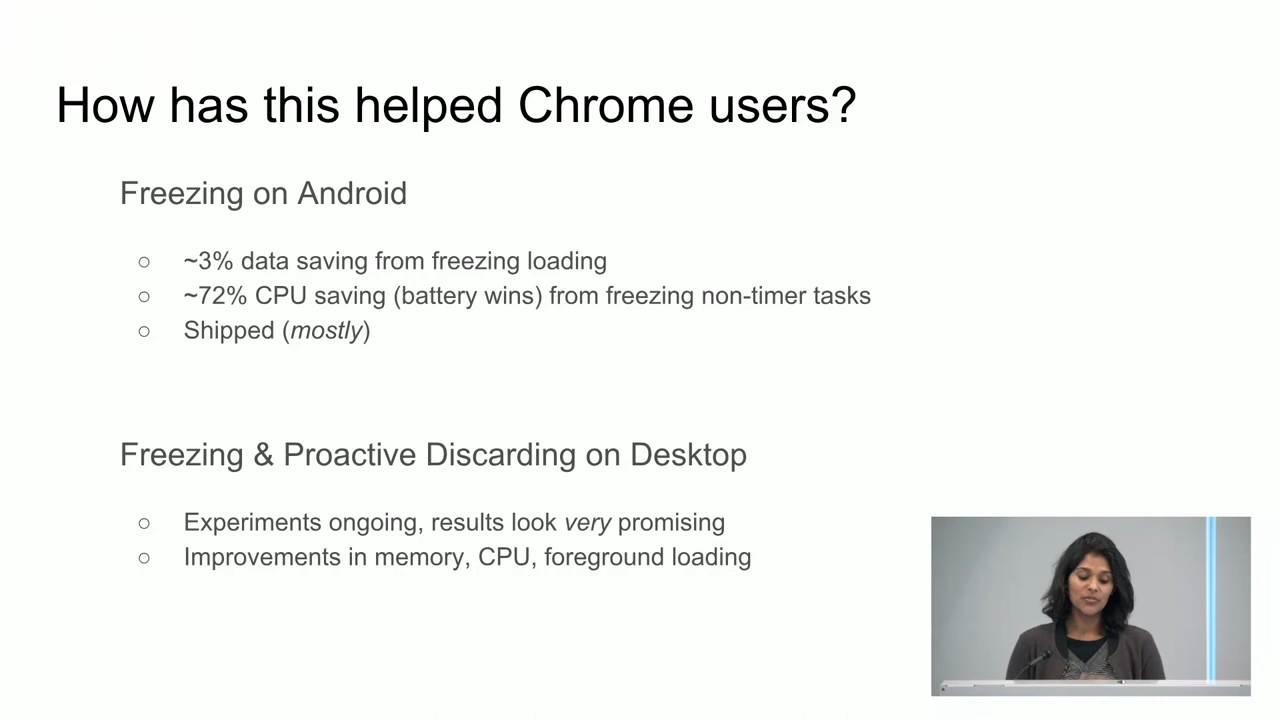 How has this helped Chrome users?
Freezing on Android
○ ~3% data saving from freezing loading
○ ~72% CPU saving (battery wins) from freezing non-timer tasks
○ Shipped (mostly)
Freezing & Proactive Discarding on Desktop
○ Experiments ongoing, results look very promising
○ Improvements in memory, CPU, foreground loading